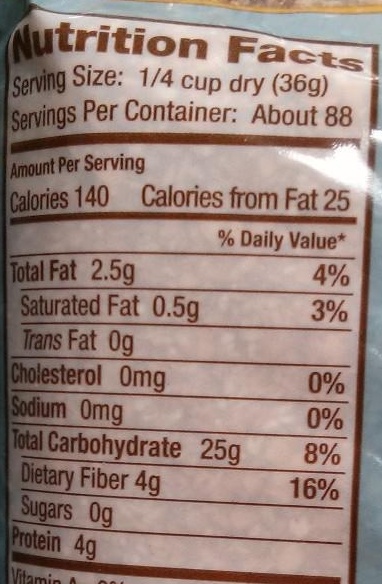 Nutrition Facts
Serving Size: 1/4 cup dry (36g)
Servings Per Container: About 88
Amount Per Serving
Calories 140 Calories from Fat 25
% Daily Value*
Total Fat 2.5g 4%
Saturated Fat 0.5g 3%
Trans Fat 0g
Cholesterol 0mg 0%
Sodium 0mg 0%
Total Carbohydrate 25g 8%
Dietary Fiber 4g 16%
Sugars 0g
Protein 4g
Vitamin A